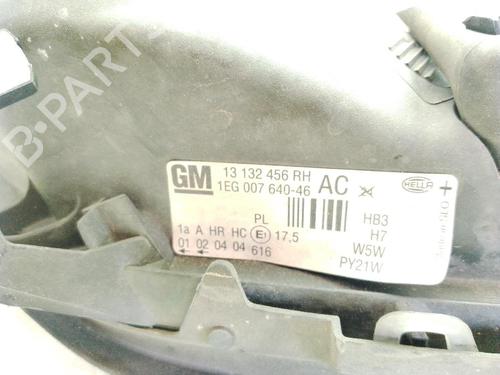 B-PARTS
GM
13 132 456 RH
1EG 007 640-46
AC
HELLA
PL
HB3
1a A HR HC E1 17,5
H7
01 02 04 04 616
W5W
PY21W